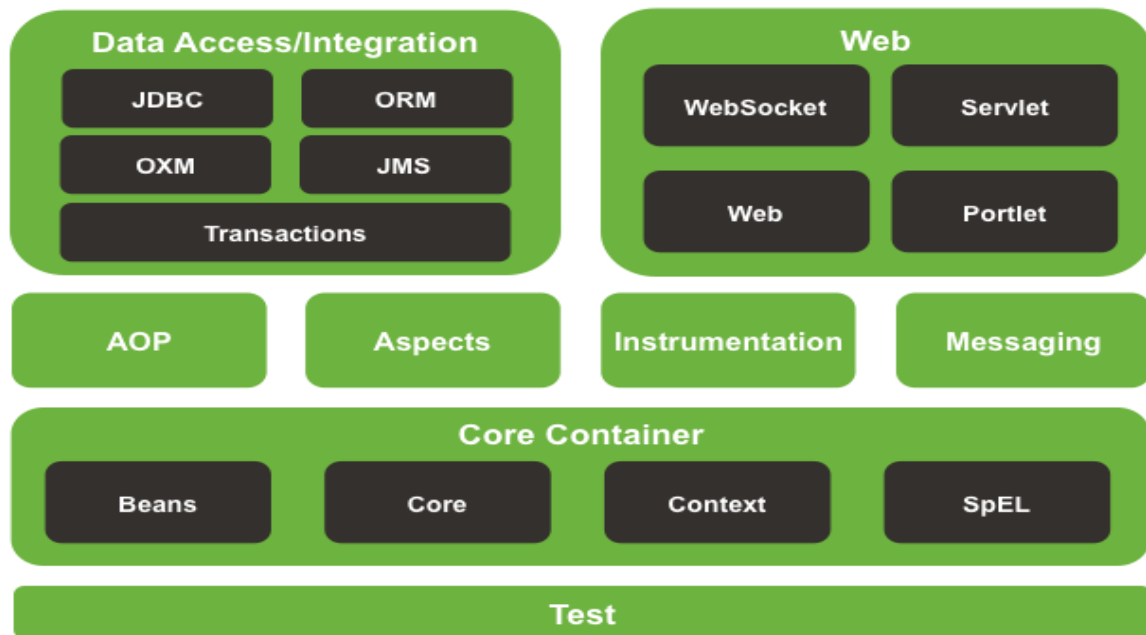 Data Access/Integration
JDBC
ORM
OXM
JMS
Transactions
Web
WebSocket
Servlet
Web
Portlet
AOP
Aspects
Instrumentation
Messaging
Core Container
Beans
Core
Context
SpEL
Test